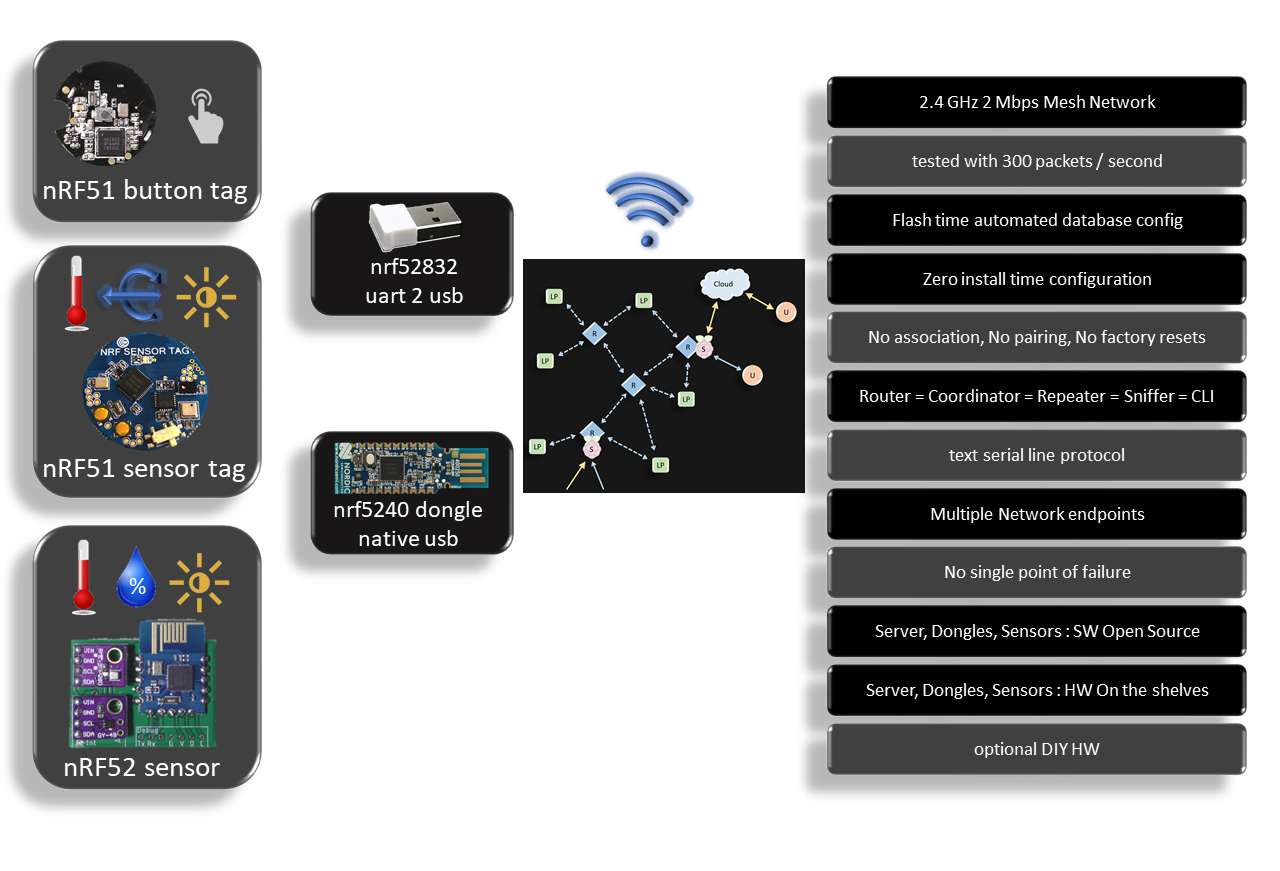 nRF51 button tag
NRF SENSOR TAG
nRF51 sensor tag
%
VIN
GND
SCL
SDA
VIN
GND
SCL
SDA
GY-49
Debug
Tx Rx G V D C
nRF52 sensor
nrf52832
uart 2 usb
NORDIC
nrf5240 dongle
native usb
Cloud
LP
LP
U
R
R
S
LP
U
R
LP
R
S
LP
LP
2.4 GHz 2 Mbps Mesh Network
tested with 300 packets / second
Flash time automated database config
Zero install time configuration
No association, No pairing, No factory resets
Router = Coordinator = Repeater = Sniffer = CLI
text serial line protocol
Multiple Network endpoints
No single point of failure
Server, Dongles, Sensors : SW Open Source
Server, Dongles, Sensors : HW On the shelves
optional DIY HW